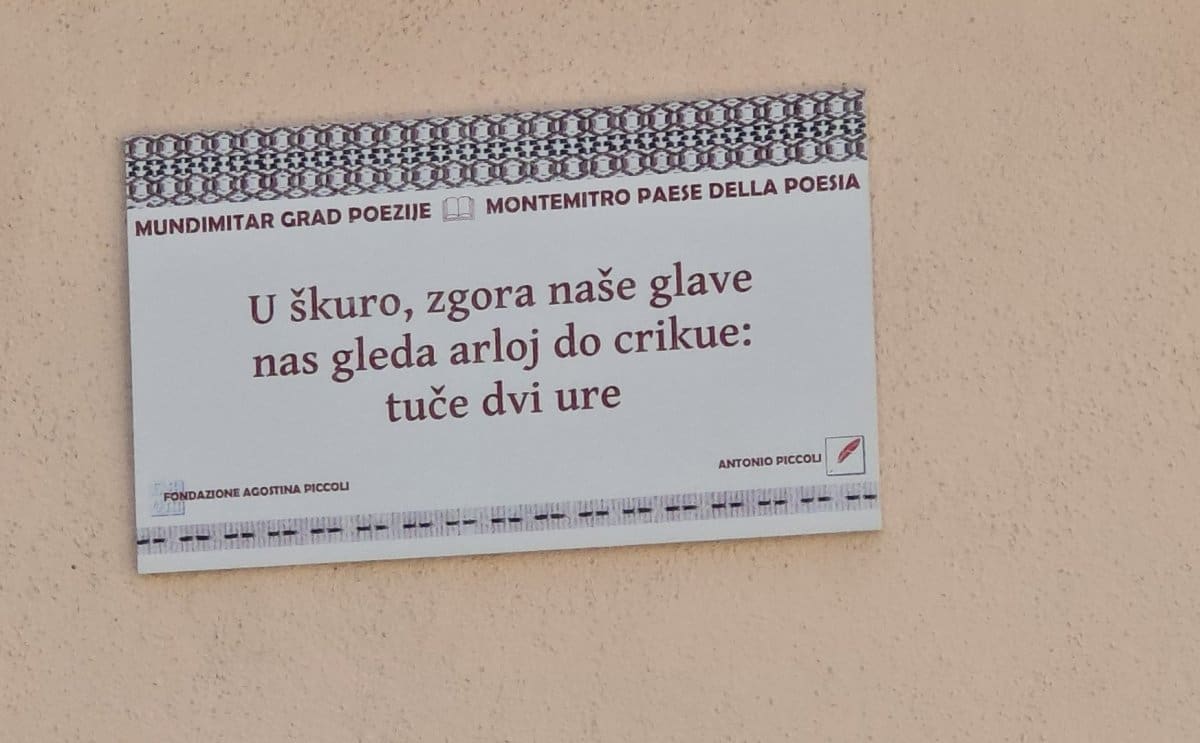 MUNDIMITAR GRAD POEZIJE MONTEMITRO PAESE DELLA POESIA
U škuro, zgora naše glave
nas gleda arloj do crikue:
tuče dvi ure
ANTONIO PICCOLI
FONDAZIONE AGOSTINA PICCOLI